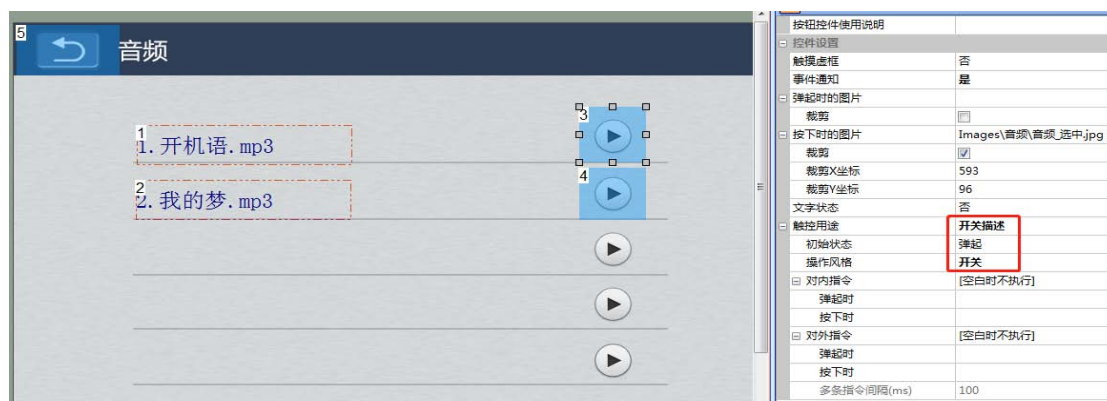 5
音频
1
1.开机语.mp3
3
2
2.我的梦.mp3
4
按钮控件使用说明
控件设置
触摸虚框 否
事件通知 是
弹起时的图片
裁剪
按下时的图片 Images\音频\音频_选中.jpg
裁剪
裁剪X坐标 593
裁剪Y坐标 96
文字状态 否
触控用途 开关描述
初始状态 弹起
操作风格 开关
对内指令 [空白时不执行]
弹起时
按下时
对外指令 [空白时不执行]
弹起时
按下时
多条指令间隔(ms) 100